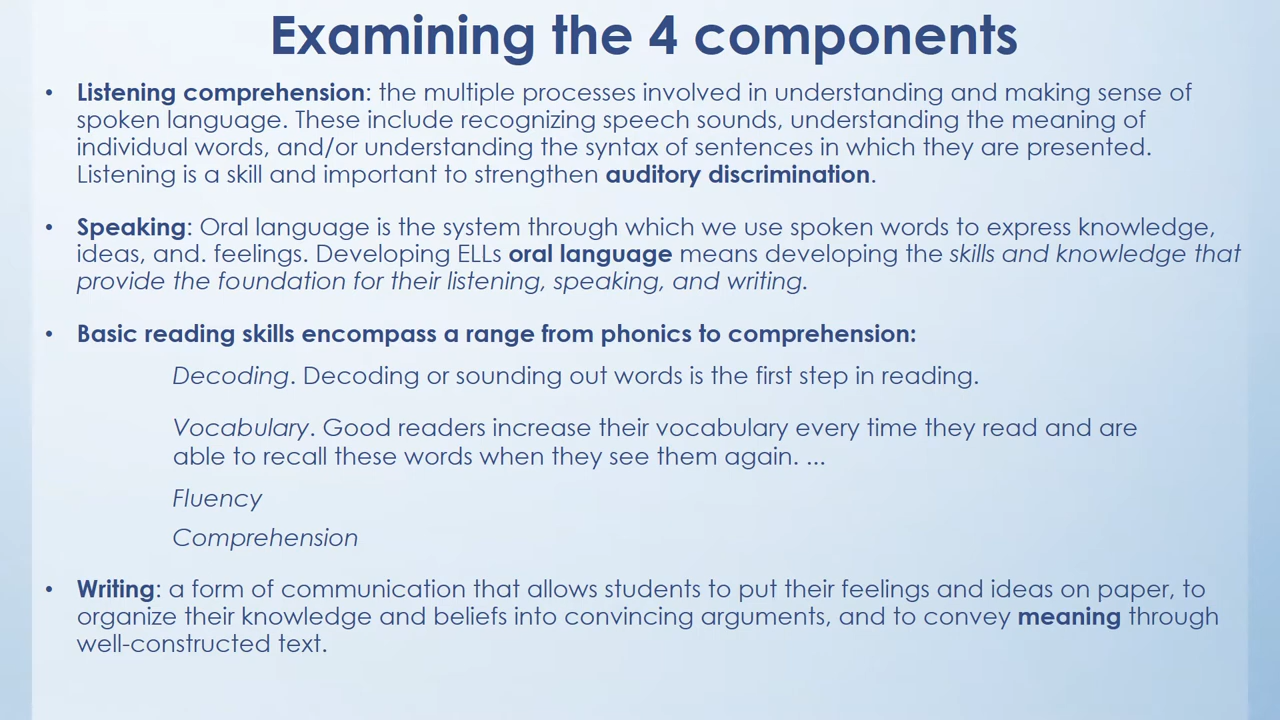 Examining the 4 components
• Listening comprehension: the multiple processes involved in understanding and making sense of
spoken language. These include recognizing speech sounds, understanding the meaning of
individual words, and/or understanding the syntax of sentences in which they are presented.
Listening is a skill and important to strengthen auditory discrimination.
• Speaking: Oral language is the system through which we use spoken words to express knowledge,
ideas, and. feelings. Developing ELLs oral language means developing the skills and knowledge that
provide the foundation for their listening, speaking, and writing.
• Basic reading skills encompass a range from phonics to comprehension:
Decoding. Decoding or sounding out words is the first step in reading.
Vocabulary. Good readers increase their vocabulary every time they read and are
able to recall these words when they see them again. ...
Fluency
Comprehension
• Writing: a form of communication that allows students to put their feelings and ideas on paper, to
organize their knowledge and beliefs into convincing arguments, and to convey meaning through
well-constructed text.